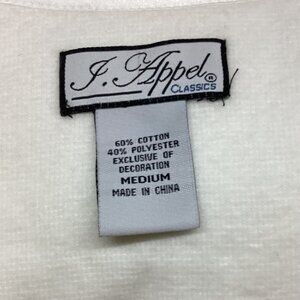 J. Appel®
CLASSICS
60% COTTON
40% POLYESTER
EXCLUSIVE OF
DECORATION
MEDIUM
MADE IN CHINA